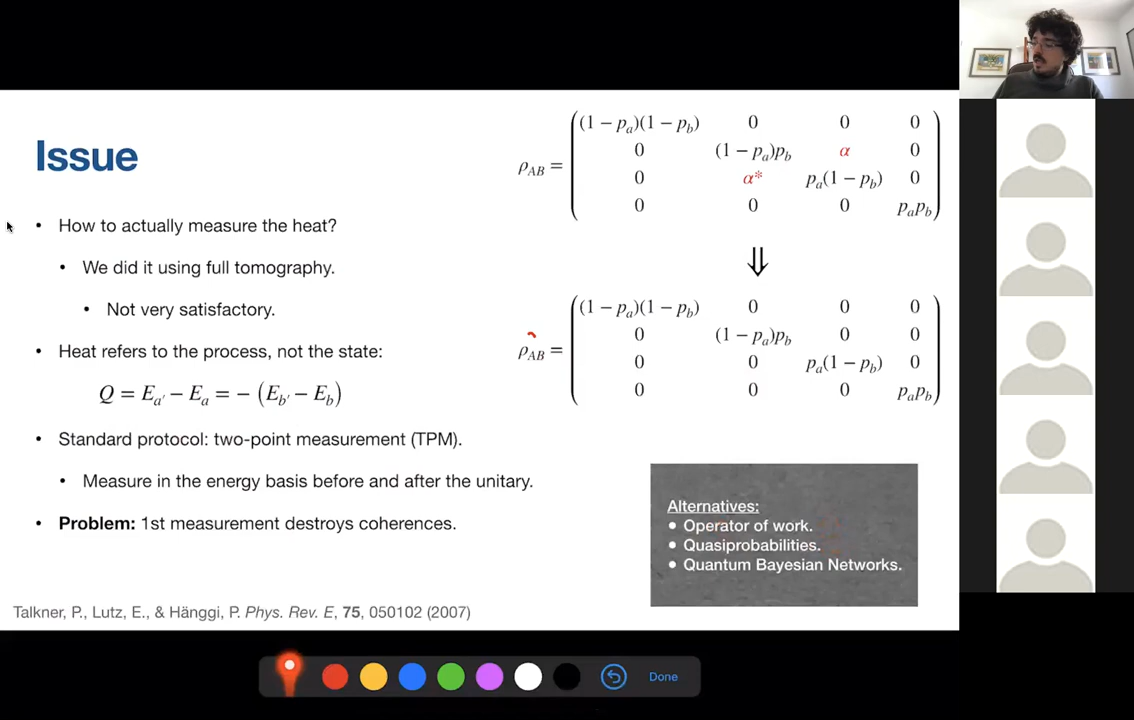 Issue
• How to actually measure the heat?
• We did it using full tomography.
• Not very satisfactory.
• Heat refers to the process, not the state:
Q = E_{a′} − E_a = − (E_{b′} − E_b)
• Standard protocol: two-point measurement (TPM).
• Measure in the energy basis before and after the unitary.
• Problem: 1st measurement destroys coherences.
Talkner, P., Lutz, E., & Hänggi, P. Phys. Rev. E, 75, 050102 (2007)
ρ_{AB} =
(1 − p_a)(1 − p_b) 0 0 0
0 (1 − p_a)p_b α 0
0 α* p_a(1 − p_b) 0
0 0 0 p_a p_b
⇓
ρ_{AB} =
(1 − p_a)(1 − p_b) 0 0 0
0 (1 − p_a)p_b 0 0
0 0 p_a(1 − p_b) 0
0 0 0 p_a p_b
Alternatives:
• Operator of work.
• Quasiprobabilities.
• Quantum Bayesian Networks.
Done